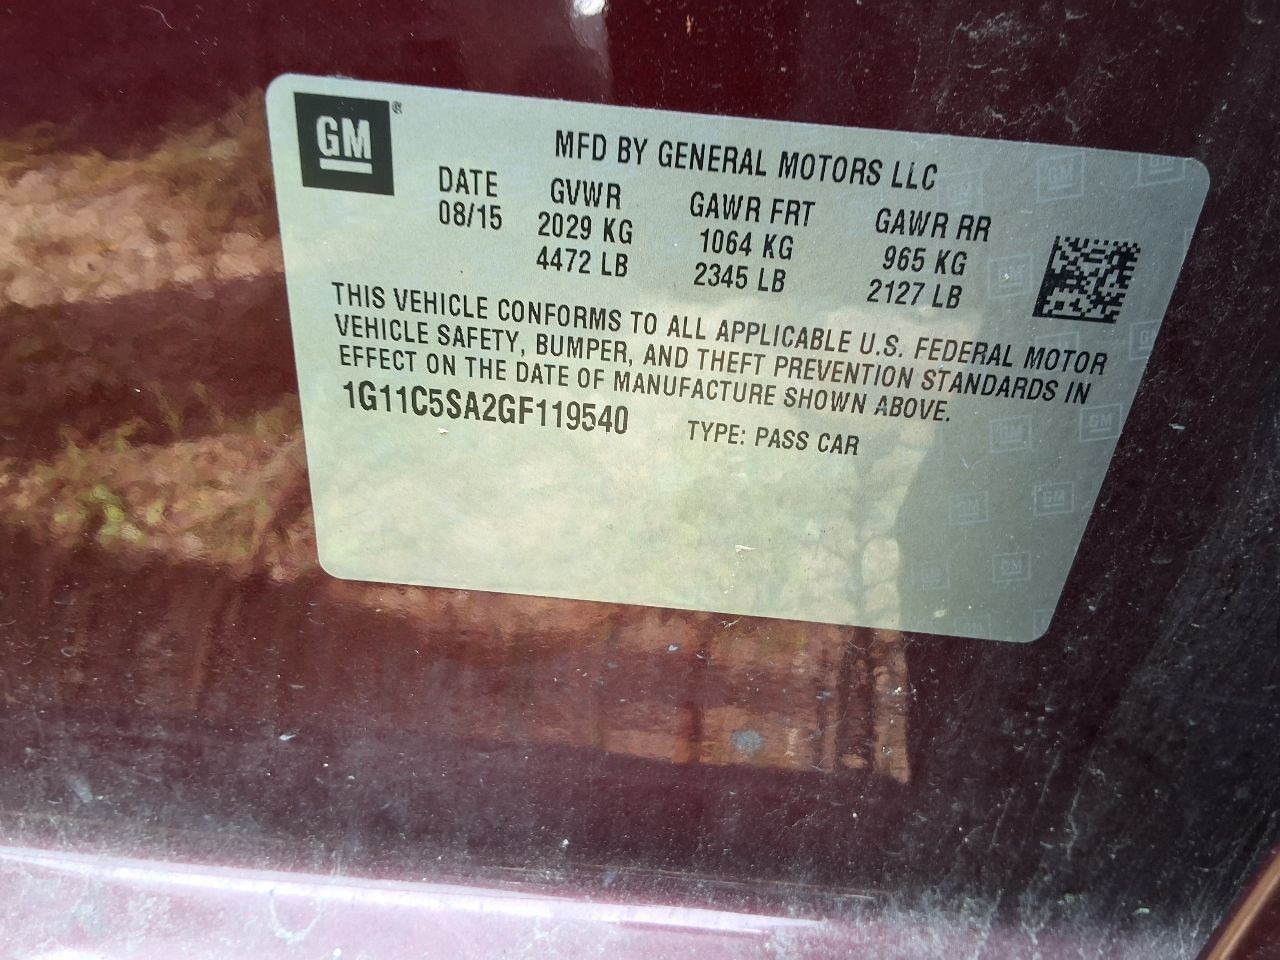 GM®
MFD BY GENERAL MOTORS LLC
DATE GVWR GAWR FRT GAWR RR
08/15 2029 KG 1064 KG 965 KG
4472 LB 2345 LB 2127 LB
THIS VEHICLE CONFORMS TO ALL APPLICABLE U.S. FEDERAL MOTOR
VEHICLE SAFETY, BUMPER, AND THEFT PREVENTION STANDARDS IN
EFFECT ON THE DATE OF MANUFACTURE SHOWN ABOVE.
1G11C5SA2GF119540 TYPE: PASS CAR